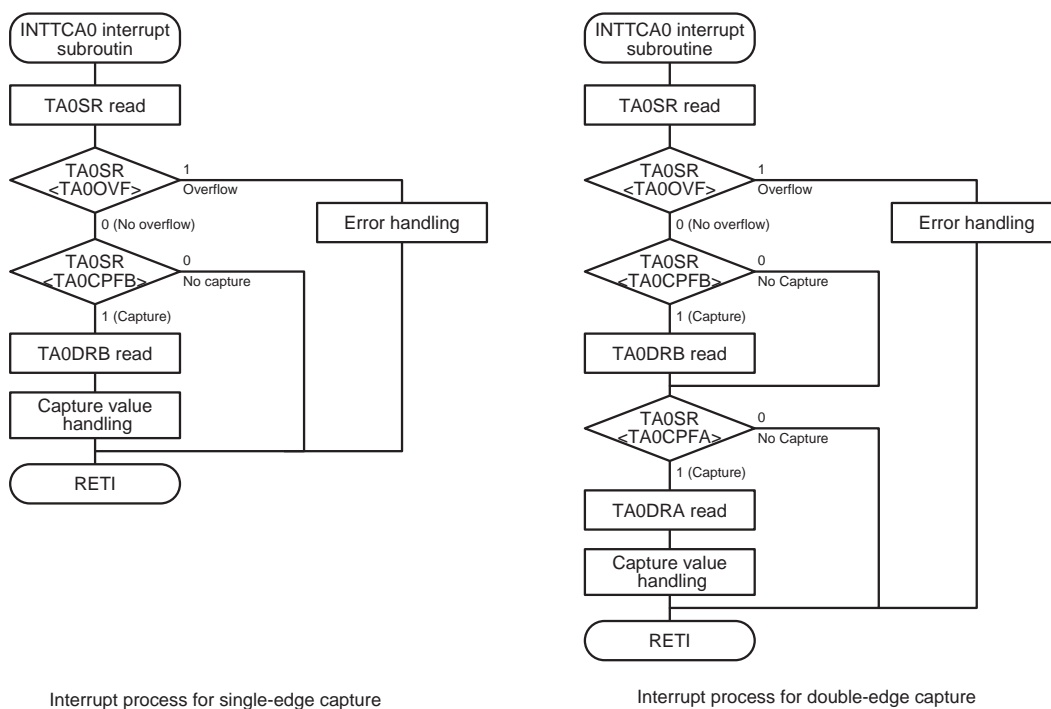 INTTCA0 interrupt
subroutin
TA0SR read
TA0SR
<TA0OVF>
1
Overflow
0 (No overflow)
Error handling
TA0SR
<TA0CPFB>
0
No capture
1 (Capture)
TA0DRB read
Capture value
handling
RETI
Interrupt process for single-edge capture
INTTCA0 interrupt
subroutine
TA0SR read
TA0SR
<TA0OVF>
1
Overflow
0 (No overflow)
Error handling
TA0SR
<TA0CPFB>
0
No Capture
1 (Capture)
TA0DRB read
TA0SR
<TA0CPFA>
0
No Capture
1 (Capture)
TA0DRA read
Capture value
handling
RETI
Interrupt process for double-edge capture